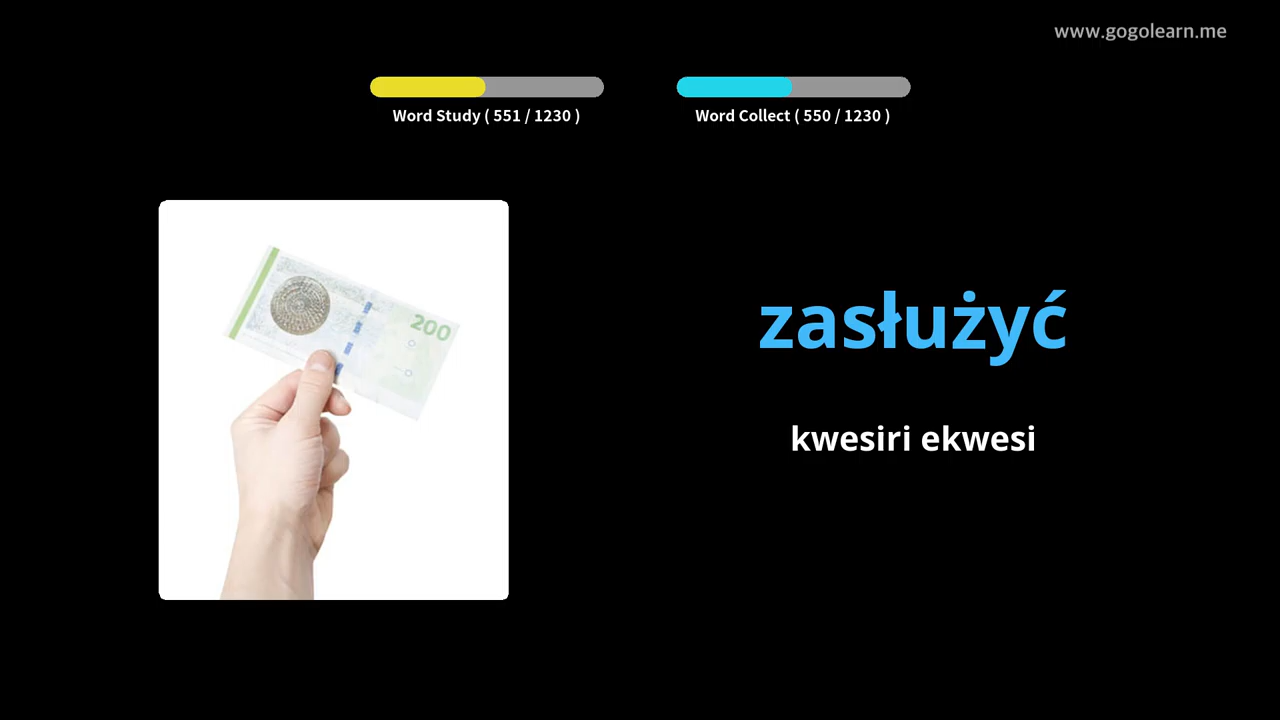 www.gogolearn.me
Word Study ( 551 / 1230 )
Word Collect ( 550 / 1230 )
200
zasłużyć
kwesiri ekwesi